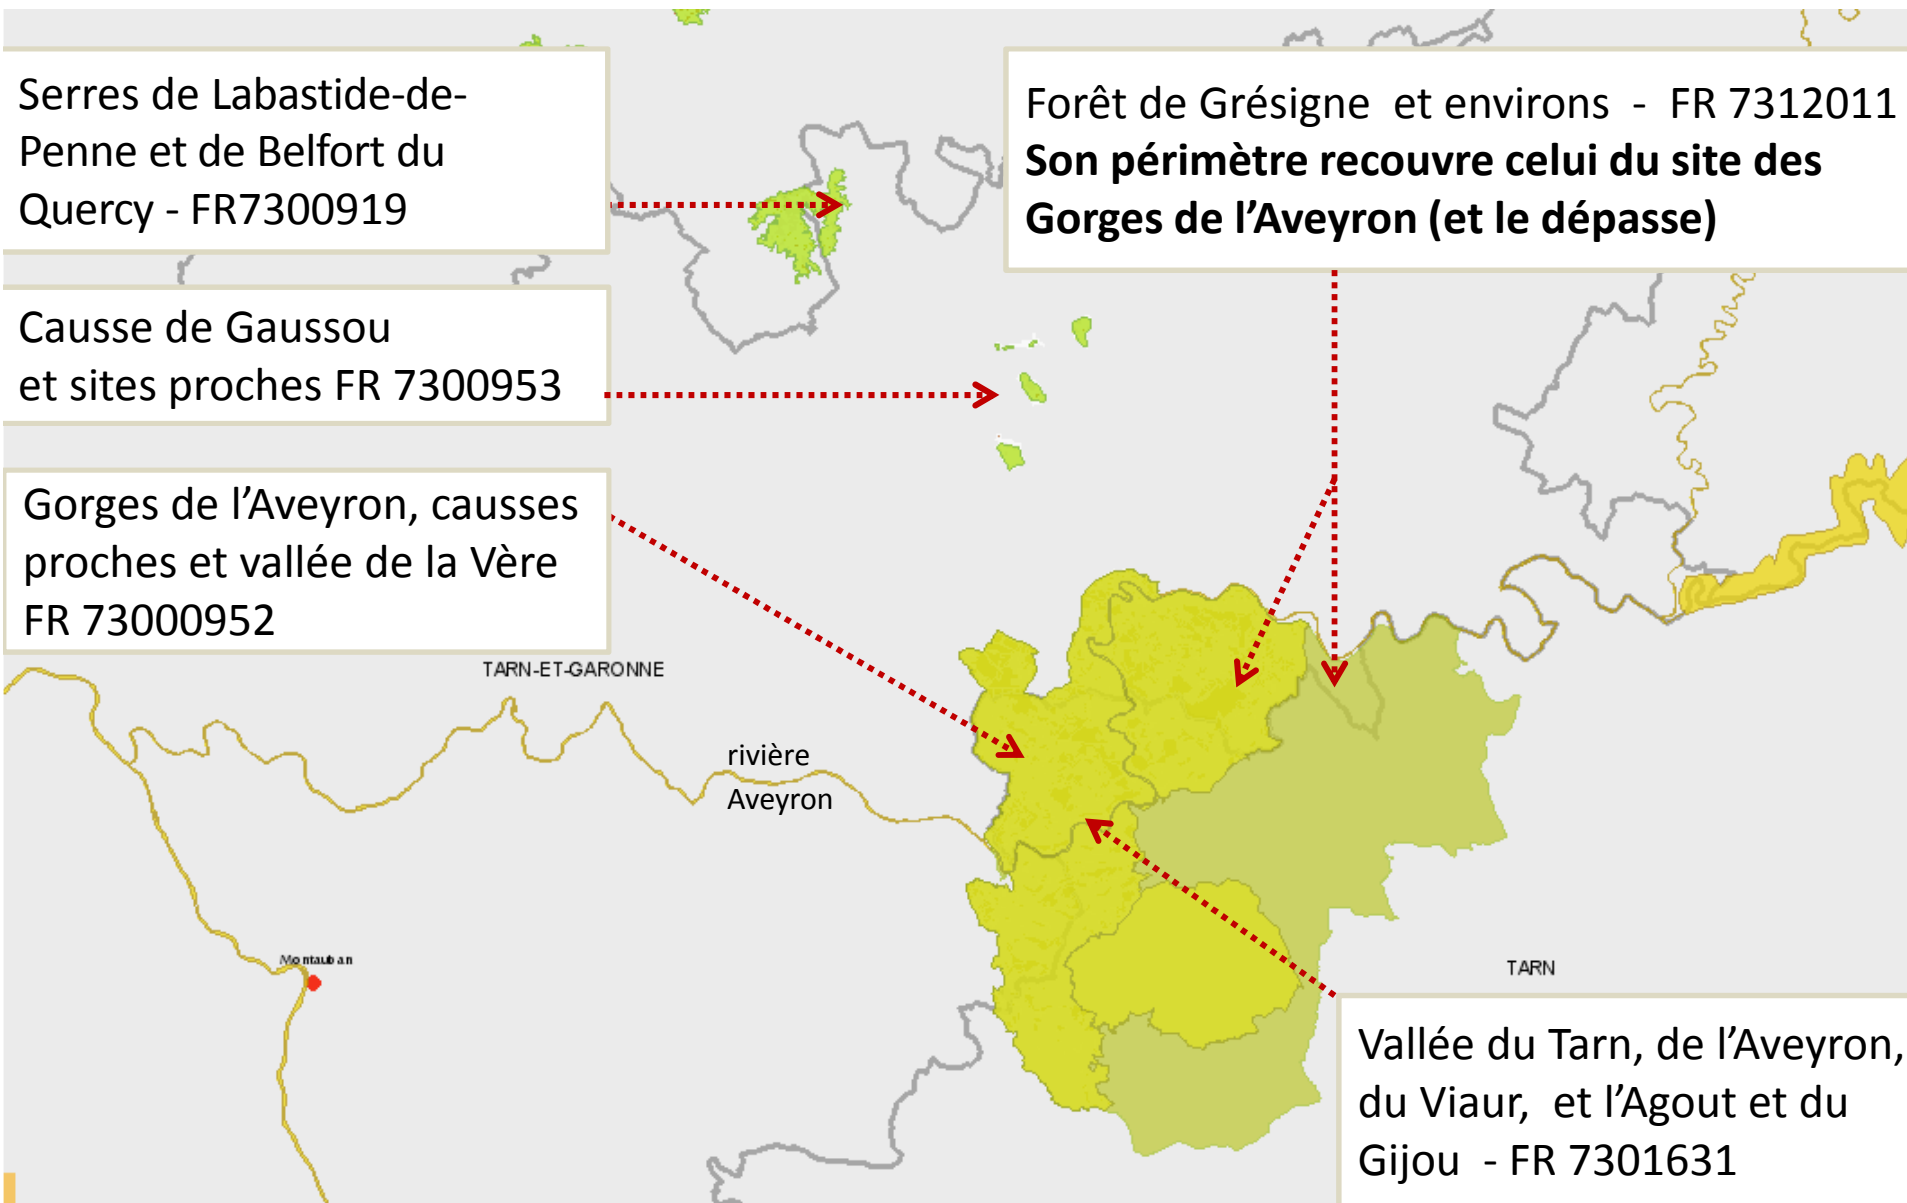 Serres de Labastide-de-
Penne et de Belfort du
Quercy - FR7300919
Forêt de Grésigne et environs - FR 7312011
Son périmètre recouvre celui du site des
Gorges de l'Aveyron (et le dépasse)
Causse de Gaussou
et sites proches FR 7300953
Gorges de l'Aveyron, causses
proches et vallée de la Vère
FR 73000952
TARN-ET-GARONNE
rivière
Aveyron
Montauban
TARN
Vallée du Tarn, de l'Aveyron,
du Viaur, et l'Agout et du
Gijou - FR 7301631